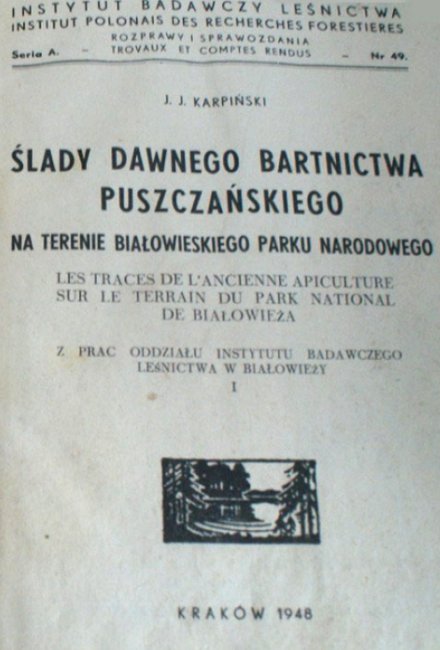 INSTYTUT BADAWCZY LEŚNICTWA
INSTITUT POLONAIS DES RECHERCHES FORESTIERES
ROZPRAWY I SPRAWOZDANIA
Seria A. – TROVAUX ET COMPTES RENDUS – Nr 49.
J. J. KARPIŃSKI
ŚLADY DAWNEGO BARTNICTWA
PUSZCZAŃSKIEGO
NA TERENIE BIAŁOWIESKIEGO PARKU NARODOWEGO
LES TRACES DE L'ANCIENNE APICULTURE
SUR LE TERRAIN DU PARK NATIONAL
DE BIAŁOWIEŻA
Z PRAC ODDZIAŁU INSTYTUTU BADAWCZEGO
LEŚNICTWA W BIAŁOWIEŻY
I
KRAKÓW 1948